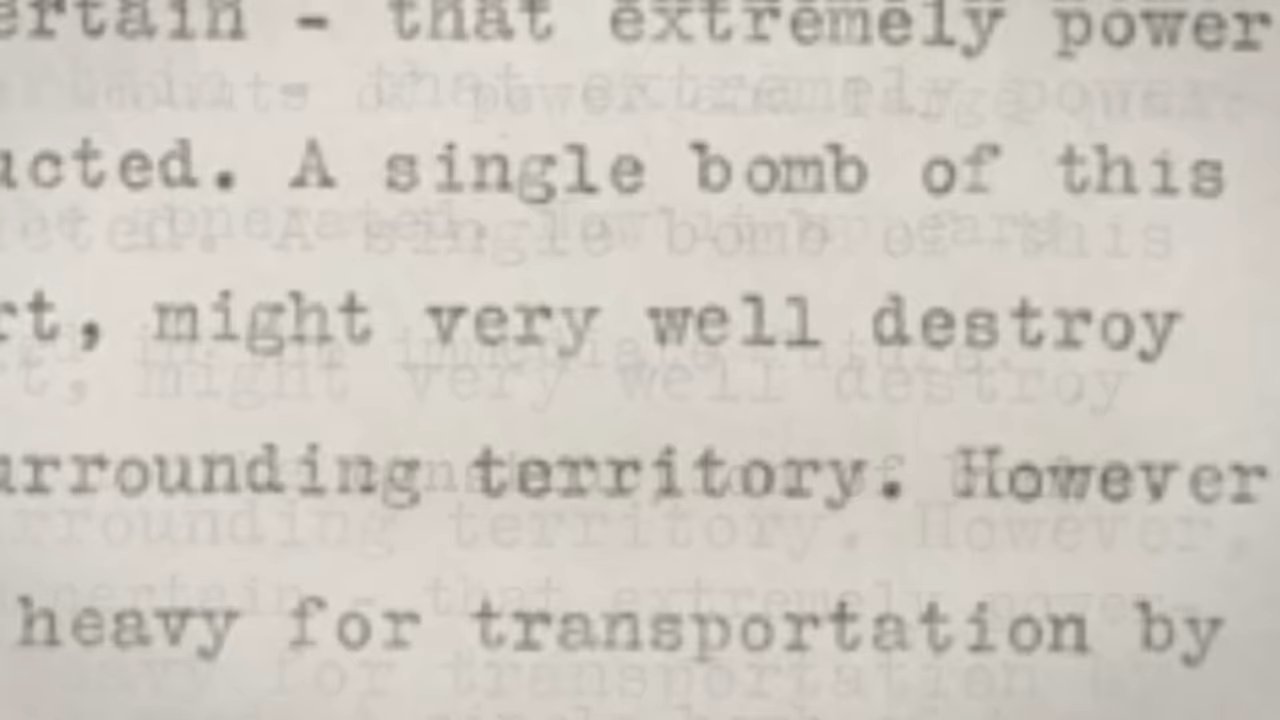 ertain - that extremely power
ucted. A single bomb of this
rt, might very well destroy
urrounding territory. However
heavy for transportation by